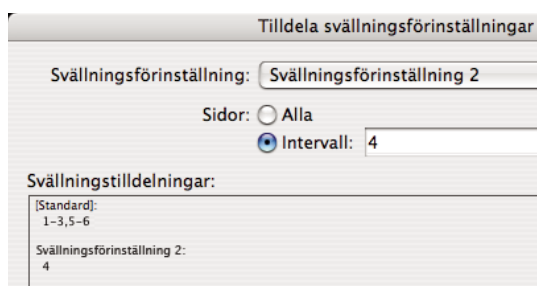 Tilldela svällningsförinställningar
Svällningsförinställning: Svällningsförinställning 2
Sidor: Alla
Intervall: 4
Svällningstilldelningar:
[Standard]:
1-3,5-6
Svällningsförinställning 2:
4